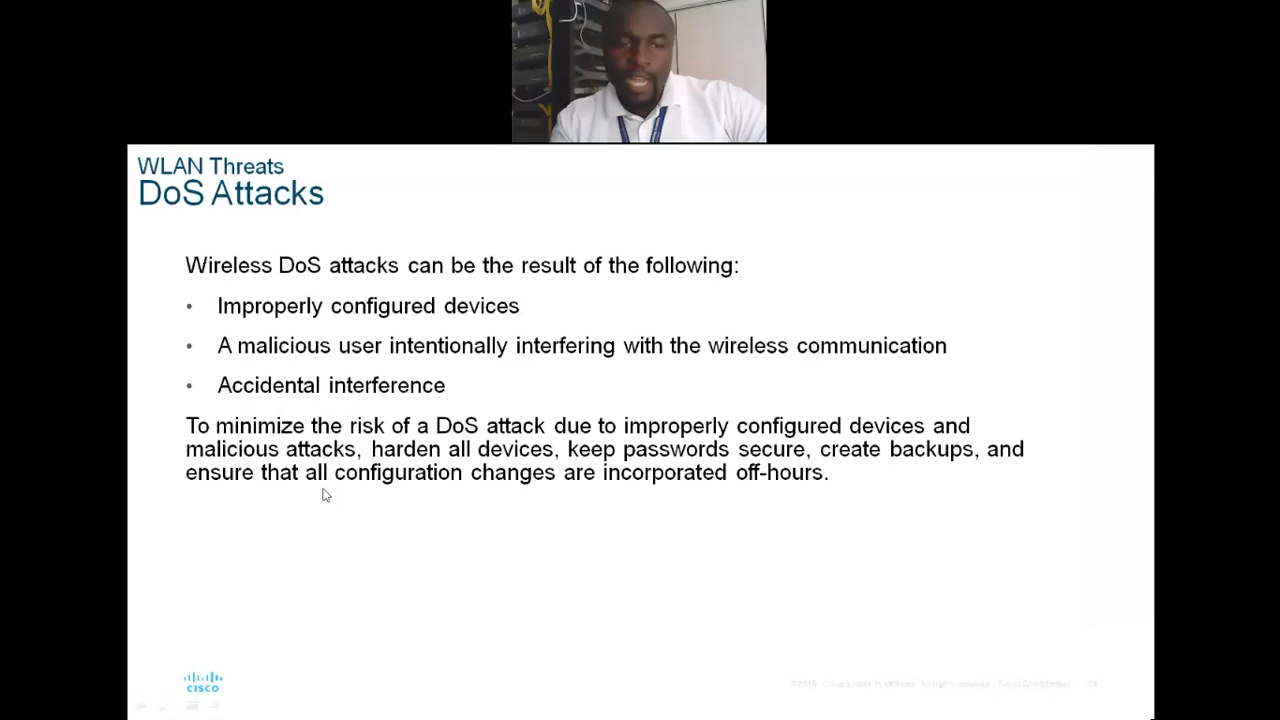 WLAN Threats
DoS Attacks
Wireless DoS attacks can be the result of the following:
• Improperly configured devices
• A malicious user intentionally interfering with the wireless communication
• Accidental interference
To minimize the risk of a DoS attack due to improperly configured devices and
malicious attacks, harden all devices, keep passwords secure, create backups, and
ensure that all configuration changes are incorporated off-hours.
CISCO